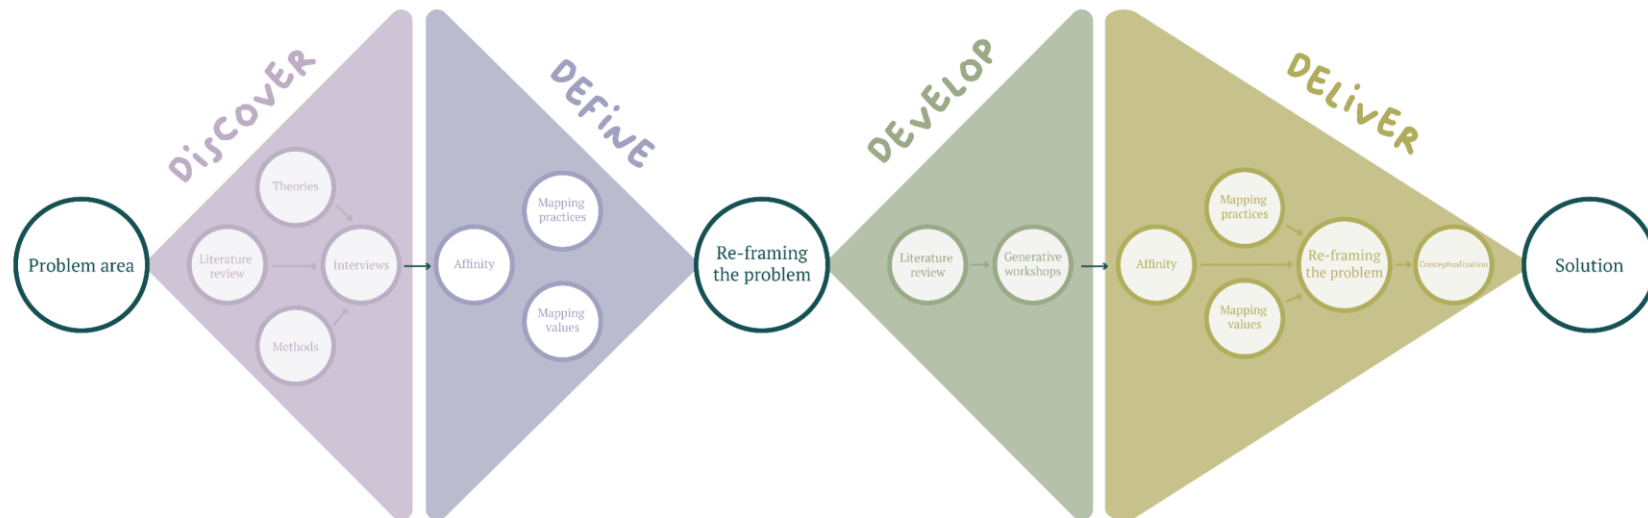 DiSCOVER
DEFiNE
DEVELOP
DELiVER
Problem area
Theories
Literature
review
Interviews
Methods
Affinity
Mapping
practices
Mapping
values
Re-framing
the problem
Literature
review
Generative
workshops
Affinity
Mapping
practices
Mapping
values
Re-framing
the problem
Conceptualization
Solution